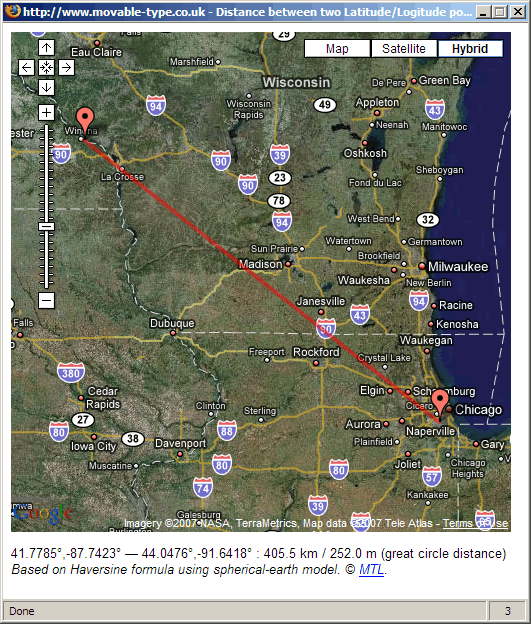 http://www.movable-type.co.uk - Distance between two Latitude/Logitude po...
Map Satellite Hybrid
29
Eau Claire
Marshfield
Wisconsin
De Pere
Green Bay
94
Wisconsin
Rapids
49
Appleton
43
Neenah
Manitowoc
Winona
90
90
39
Oshkosh
La Crosse
90
23
Fond du Lac
Sheboygan
78
94
West Bend
32
Sun Prairie
Watertown
Germantown
Madison
Brookfield
Milwaukee
Waukesha
New Berlin
Janesville
94
Racine
43
Falls
Dubuque
90
Kenosha
Waukegan
Freeport
Rockford
Crystal Lake
380
Cedar
Rapids
Elgin
Schaumburg
Cicero
Chicago
27
Clinton
Sterling
Aurora
Naperville
80
38
88
Iowa City
Davenport
Plainfield
Gary
80
80
Joliet
Chicago
Heights
Muscatine
57
74
39
Kankakee
Galesburg
Google
Imagery ©2007 NASA, TerraMetrics, Map data ©2007 Tele Atlas - Terms of Use
41.7785°,-87.7423° — 44.0476°,-91.6418° : 405.5 km / 252.0 m (great circle distance)
Based on Haversine formula using spherical-earth model. © MTL.
Done 3